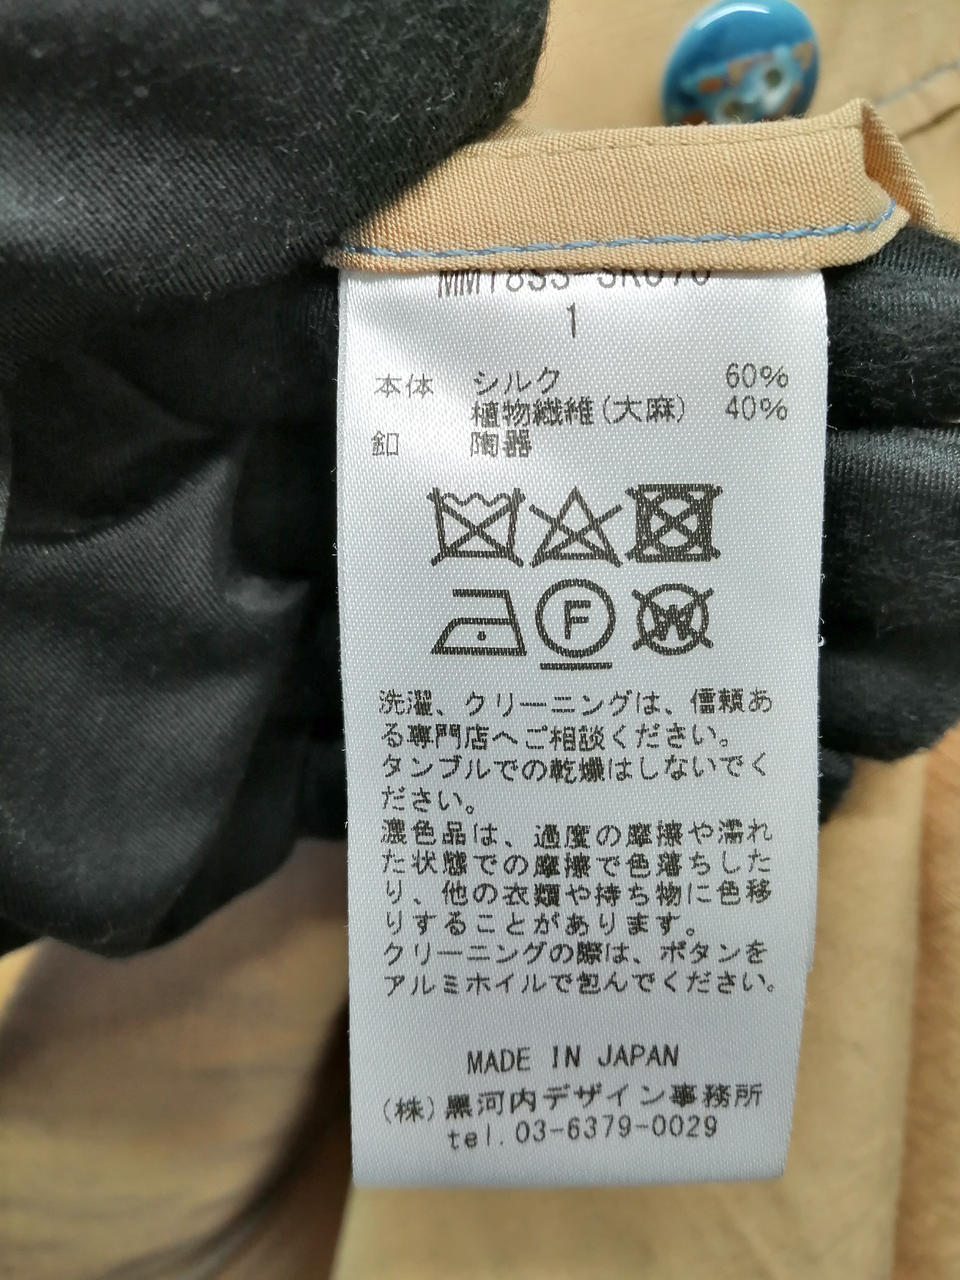 MM18SS-SK070
1
本体 シルク 60%
植物繊維(大麻) 40%
釦 陶器
F
W
洗濯、クリーニングは、信頼あ
る専門店へご相談ください。
タンブルでの乾燥はしないでく
ださい。
濃色品は、過度の摩擦や濡れ
た状態での摩擦で色落ちした
り、他の衣類や持ち物に色移
りすることがあります。
クリーニングの際は、ボタンを
アルミホイルで包んでください。
MADE IN JAPAN
(株)黒河内デザイン事務所
tel.03-6379-0029